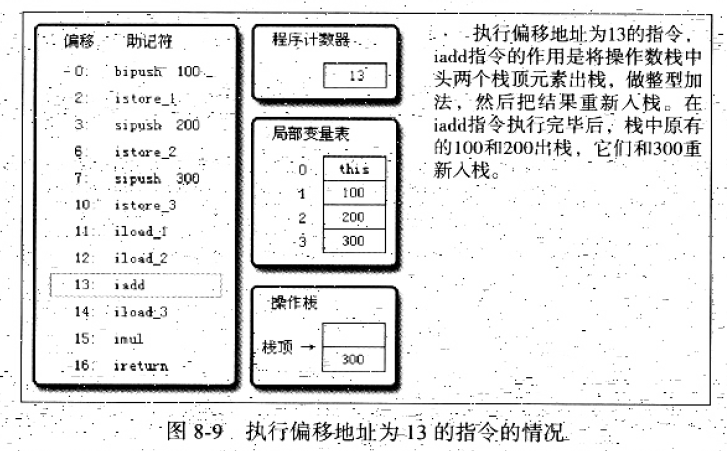 偏移 助记符
0: bipush 100
2: istore_1
3: sipush 200
6: istore_2
7: sipush 300
10: istore_3
11: iload_1
12: iload_2
13: iadd
14: iload_3
15: imul
16: ireturn
程序计数器
13
局部变量表
0 this
1 100
2 200
3 300
操作栈
栈顶 →
300
执行偏移地址为13的指令，
iadd指令的作用是将操作数栈中
头两个栈顶元素出栈，做整型加
法，然后把结果重新入栈。在
iadd指令执行完毕后，栈中原有
的100和200出栈，它们和300重
新入栈。
图 8-9 执行偏移地址为 13 的指令的情况